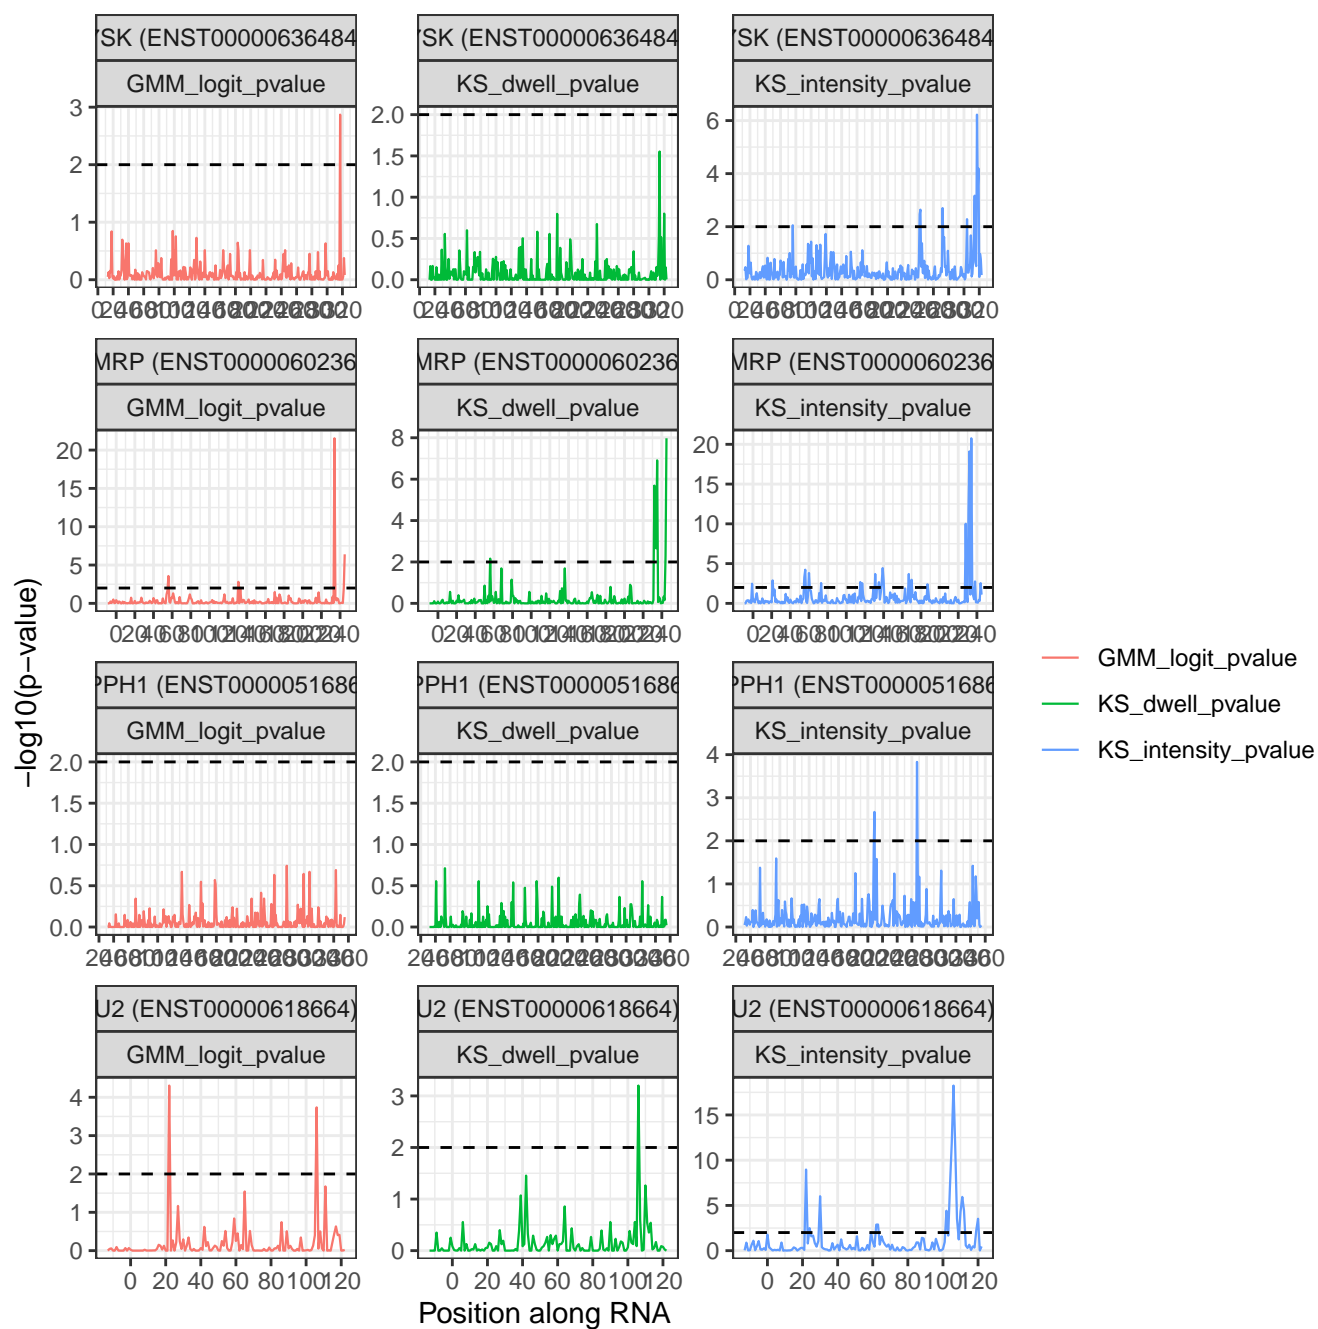 YSK (ENST00000636484 YSK (ENST00000636484 YSK (ENST00000636484
GMM_logit_pvalue KS_dwell_pvalue KS_intensity_pvalue
3 2 1 0
2.0 1.5 1.0 0.5 0.0
6 4 2 0
MRP (ENST0000060236 MRP (ENST0000060236 MRP (ENST0000060236
GMM_logit_pvalue KS_dwell_pvalue KS_intensity_pvalue
20 15 10 5 0
8 6 4 2 0
20 15 10 5 0
PPH1 (ENST0000051686 PPH1 (ENST0000051686 PPH1 (ENST0000051686
GMM_logit_pvalue KS_dwell_pvalue KS_intensity_pvalue
2.0 1.5 1.0 0.5 0.0
2.0 1.5 1.0 0.5 0.0
4 3 2 1 0
U2 (ENST00000618664) U2 (ENST00000618664) U2 (ENST00000618664)
GMM_logit_pvalue KS_dwell_pvalue KS_intensity_pvalue
4 3 2 1 0
3 2 1 0
15 10 5 0
0 20 40 60 80 100 120 0 20 40 60 80 100 120 0 20 40 60 80 100 120
Position along RNA
−log10(p−value)
GMM_logit_pvalue
KS_dwell_pvalue
KS_intensity_pvalue